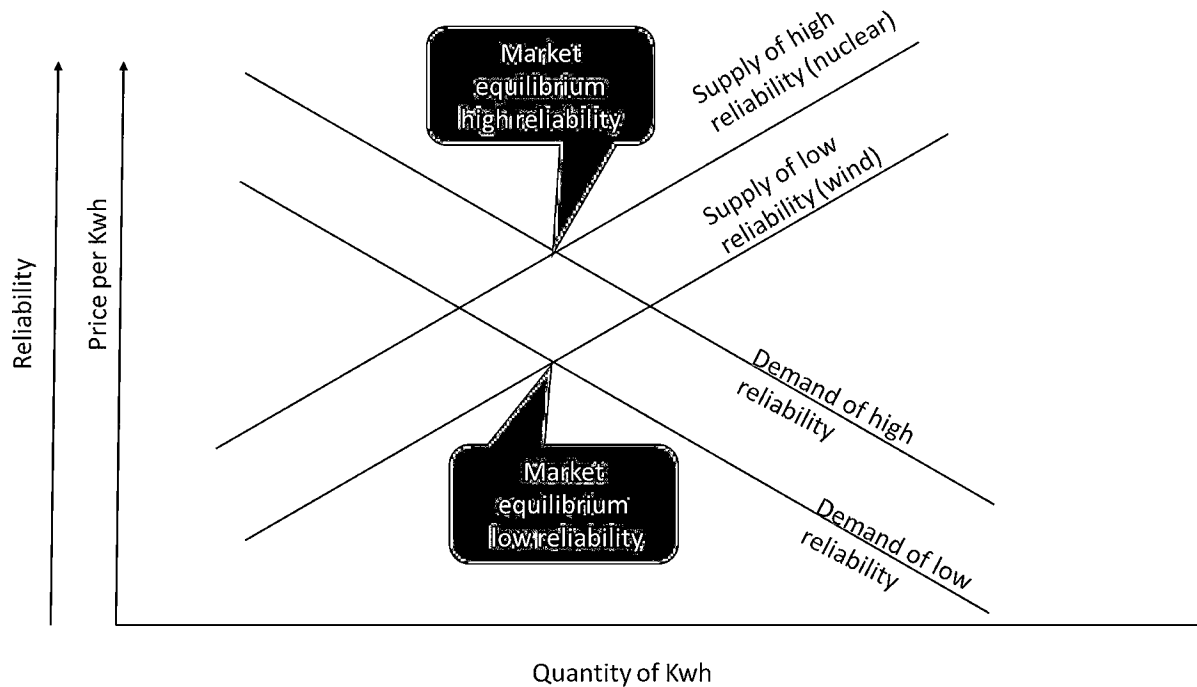 Market
equilibrium
high reliability
Supply of high
reliability (nuclear)
Supply of low
reliability (wind)
Reliability
Price per Kwh
Demand of high
reliability
Market
equilibrium
low reliability
Demand of low
reliability
Quantity of Kwh